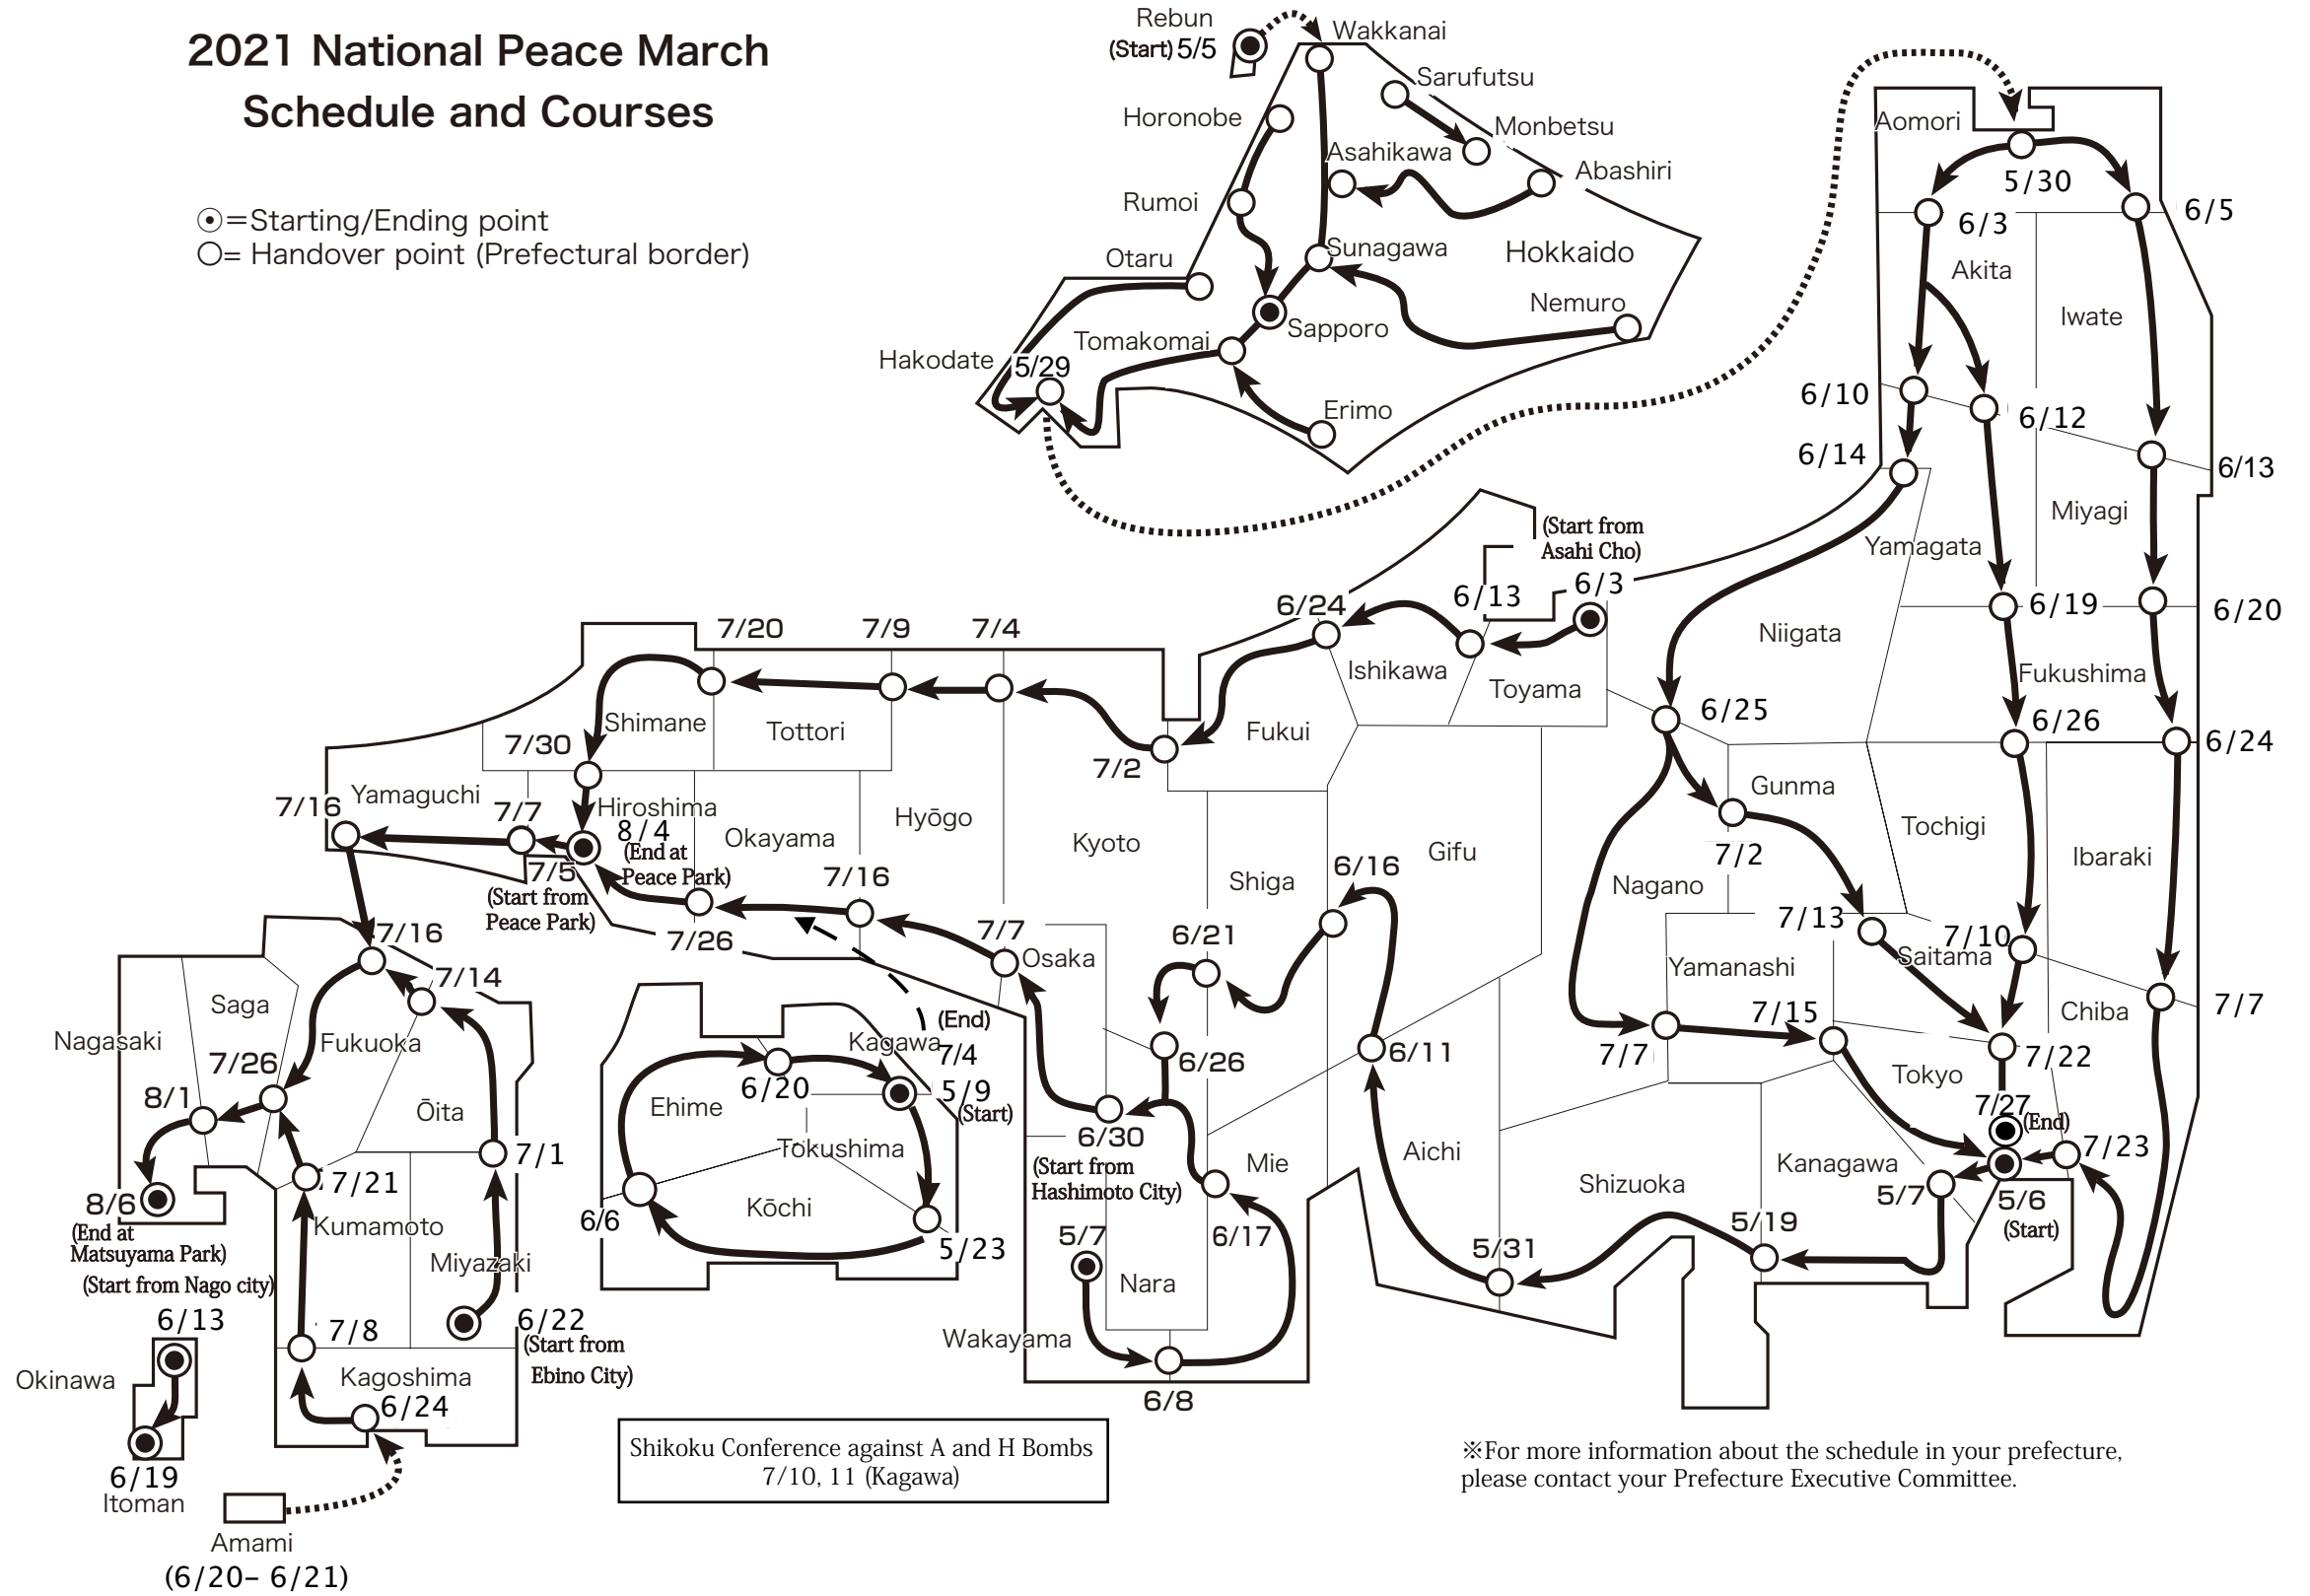 2021 National Peace March
Schedule and Courses
⦿=Starting/Ending point
○= Handover point (Prefectural border)
Rebun
(Start) 5/5
Wakkanai
Sarufutsu
Horonobe
Monbetsu
Asahikawa
Abashiri
Rumoi
Sunagawa
Hokkaido
Otaru
Nemuro
Sapporo
Tomakomai
Hakodate
5/29
Erimo
Aomori
5/30
6/3
6/5
Akita
Iwate
6/10
6/12
6/14
6/13
Miyagi
Yamagata
6/19
6/20
Niigata
Fukushima
6/25
6/26
6/24
(Start from
Asahi Cho)
6/3
6/13
6/24
Ishikawa
Toyama
Fukui
7/2
7/4
7/9
7/20
Shimane
Tottori
7/30
Yamaguchi
7/16
7/7
Hiroshima
8/4
(End at
Peace Park)
7/5
(Start from
Peace Park)
Okayama
Hyōgo
Kyoto
7/16
7/26
7/7
Osaka
Shiga
6/16
6/21
6/26
Gifu
6/11
Gunma
7/2
Tochigi
Ibaraki
Nagano
7/13
7/10
Saitama
Yamanashi
7/15
7/7
Chiba
7/7
7/22
Tokyo
7/27
(End)
7/23
Kanagawa
5/7
5/6
(Start)
Shizuoka
5/19
5/31
Aichi
Mie
6/17
6/30
(Start from
Hashimoto City)
5/7
Nara
Wakayama
6/8
7/16
7/14
Saga
Nagasaki
Fukuoka
7/26
8/1
Ōita
7/1
7/21
8/6
(End at
Matsuyama Park)
Kumamoto
Miyazaki
(Start from Nago city)
6/13
6/22
(Start from
Ebino City)
7/8
Okinawa
Kagoshima
6/24
6/19
Itoman
Amami
(6/20– 6/21)
Kagawa
(End)
7/4
5/9
(Start)
6/20
Ehime
Tokushima
Kōchi
6/6
5/23
Shikoku Conference against A and H Bombs
7/10, 11 (Kagawa)
※For more information about the schedule in your prefecture,
please contact your Prefecture Executive Committee.